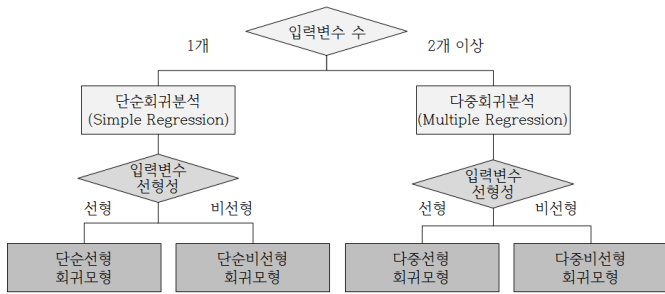 입력변수 수
1개
2개 이상
단순회귀분석
(Simple Regression)
다중회귀분석
(Multiple Regression)
입력변수
선형성
입력변수
선형성
선형
비선형
선형
비선형
단순선형
회귀모형
단순비선형
회귀모형
다중선형
회귀모형
다중비선형
회귀모형